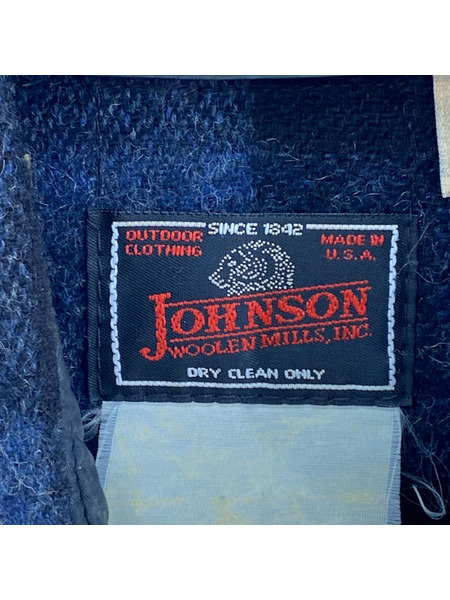 SINCE 1842
OUTDOOR
CLOTHING
MADE IN
U.S.A.
JOHNSON
WOOLEN MILLS, INC.
DRY CLEAN ONLY